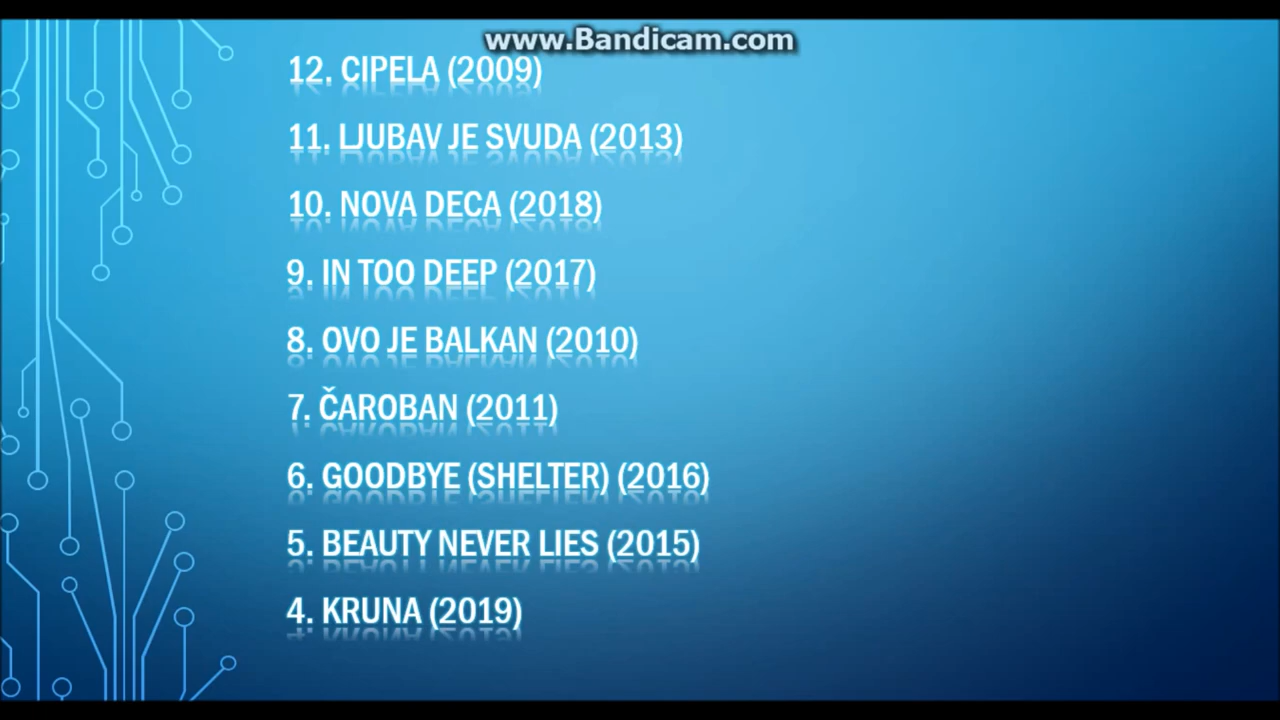 www.Bandicam.com
12. CIPELA (2009)
11. LJUBAV JE SVUDA (2013)
10. NOVA DECA (2018)
9. IN TOO DEEP (2017)
8. OVO JE BALKAN (2010)
7. ČAROBAN (2011)
6. GOODBYE (SHELTER) (2016)
5. BEAUTY NEVER LIES (2015)
4. KRUNA (2019)